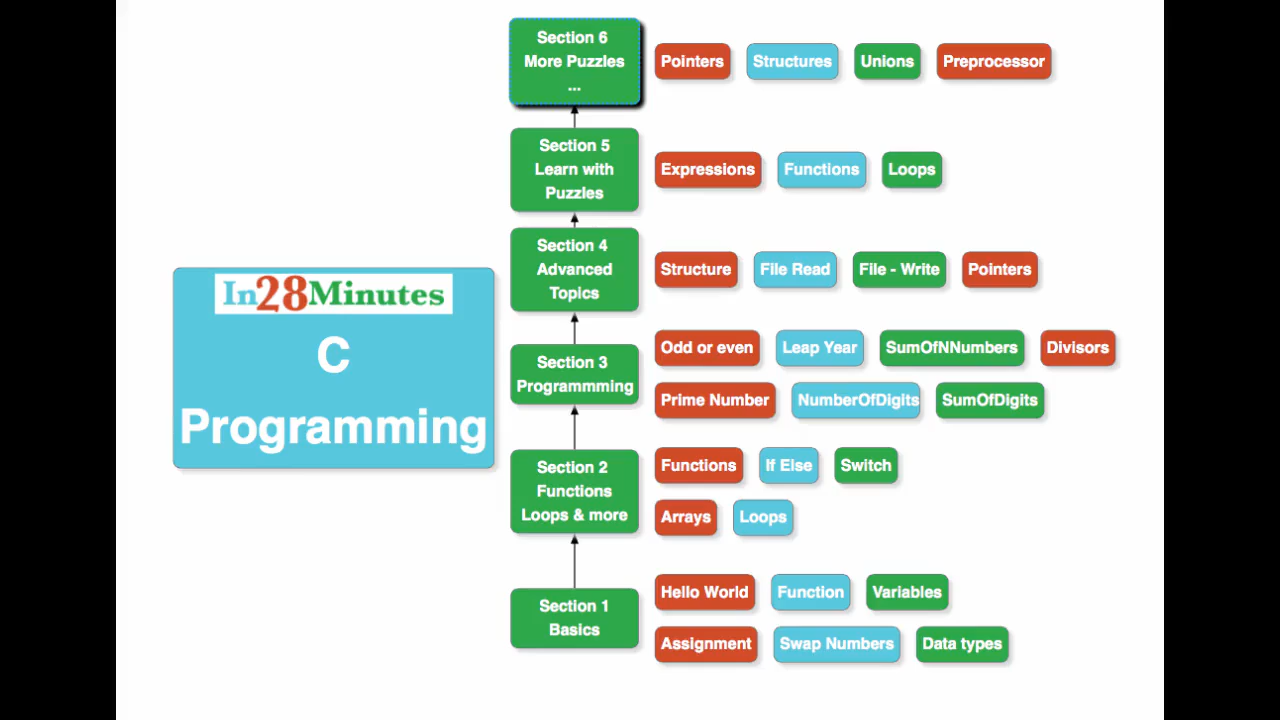 Section 6
More Puzzles
...
Pointers
Structures
Unions
Preprocessor
Section 5
Learn with
Puzzles
Expressions
Functions
Loops
Section 4
Advanced
Topics
Structure
File Read
File - Write
Pointers
In28Minutes
C
Programming
Section 3
Programmming
Odd or even
Leap Year
SumOfNNumbers
Divisors
Prime Number
NumberOfDigits
SumOfDigits
Section 2
Functions
Loops & more
Functions
If Else
Switch
Arrays
Loops
Section 1
Basics
Hello World
Function
Variables
Assignment
Swap Numbers
Data types